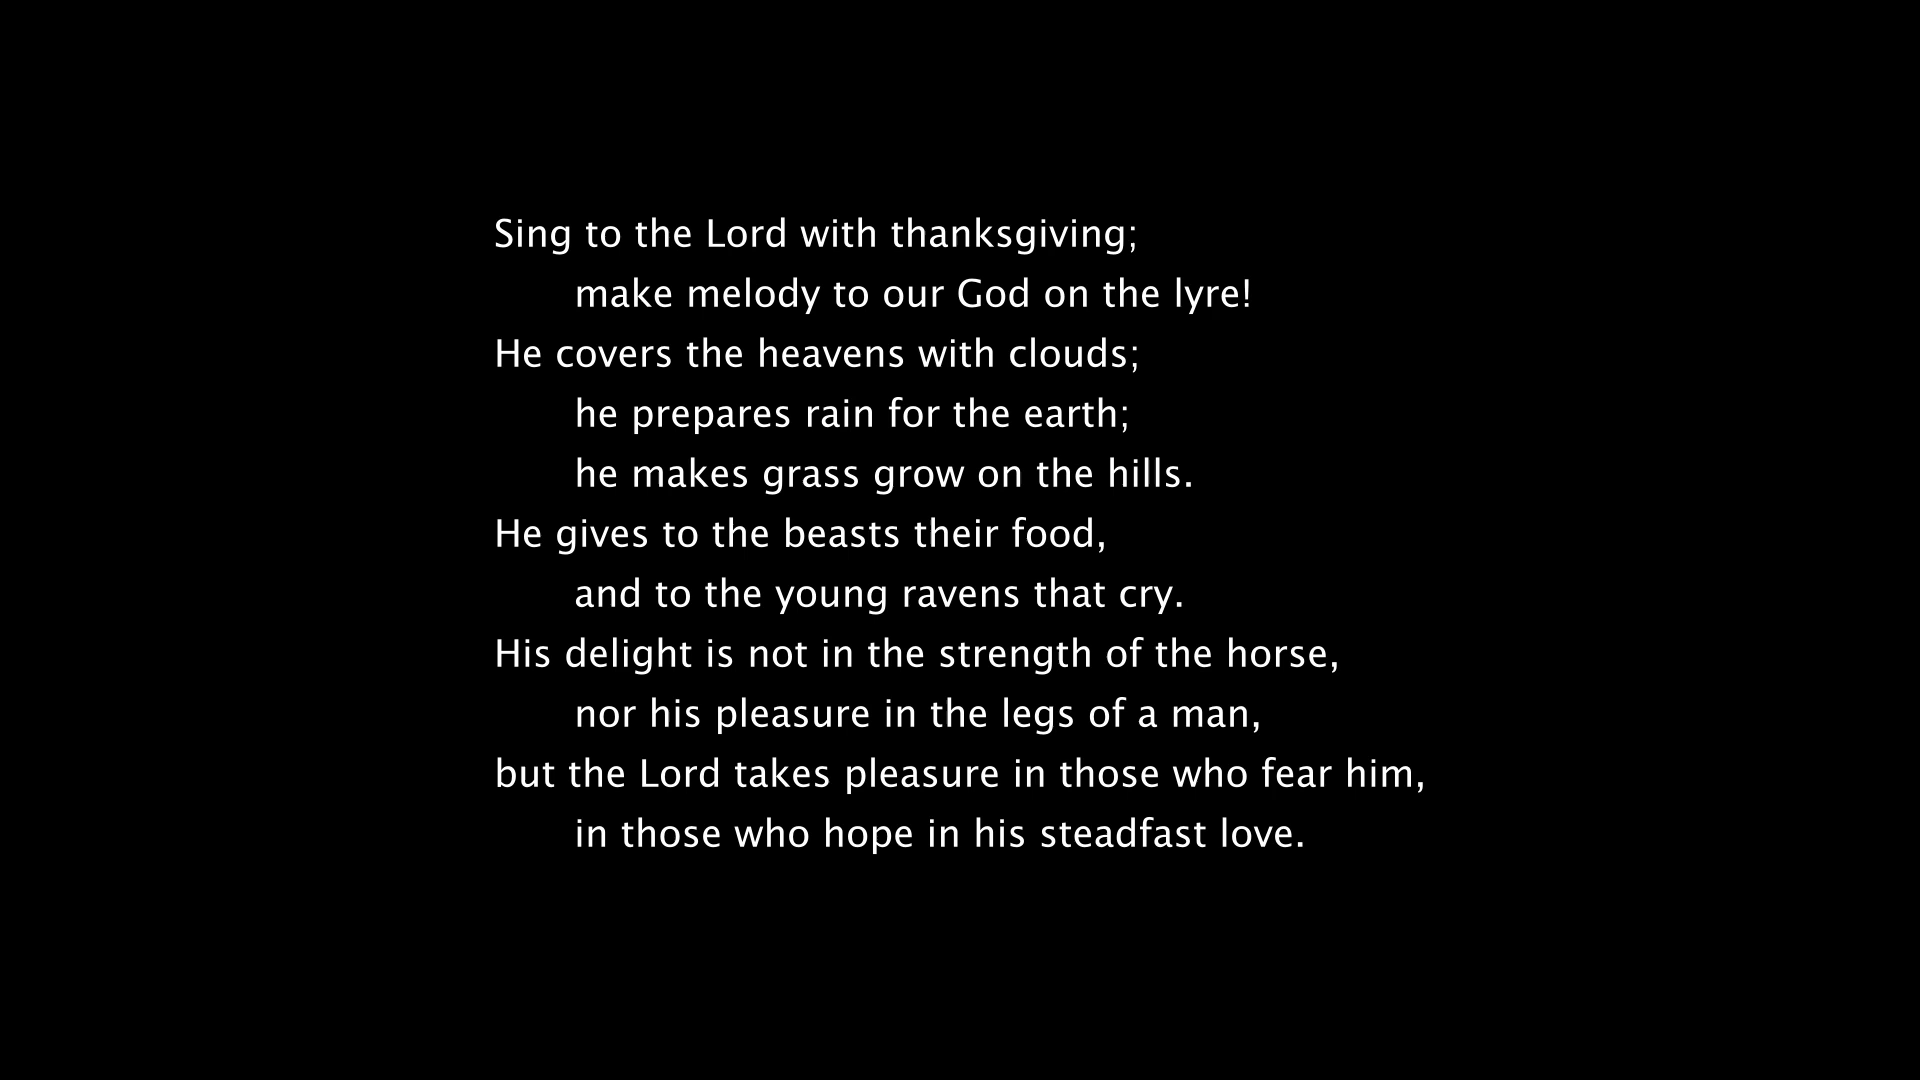 Sing to the Lord with thanksgiving;
make melody to our God on the lyre!
He covers the heavens with clouds;
he prepares rain for the earth;
he makes grass grow on the hills.
He gives to the beasts their food,
and to the young ravens that cry.
His delight is not in the strength of the horse,
nor his pleasure in the legs of a man,
but the Lord takes pleasure in those who fear him,
in those who hope in his steadfast love.